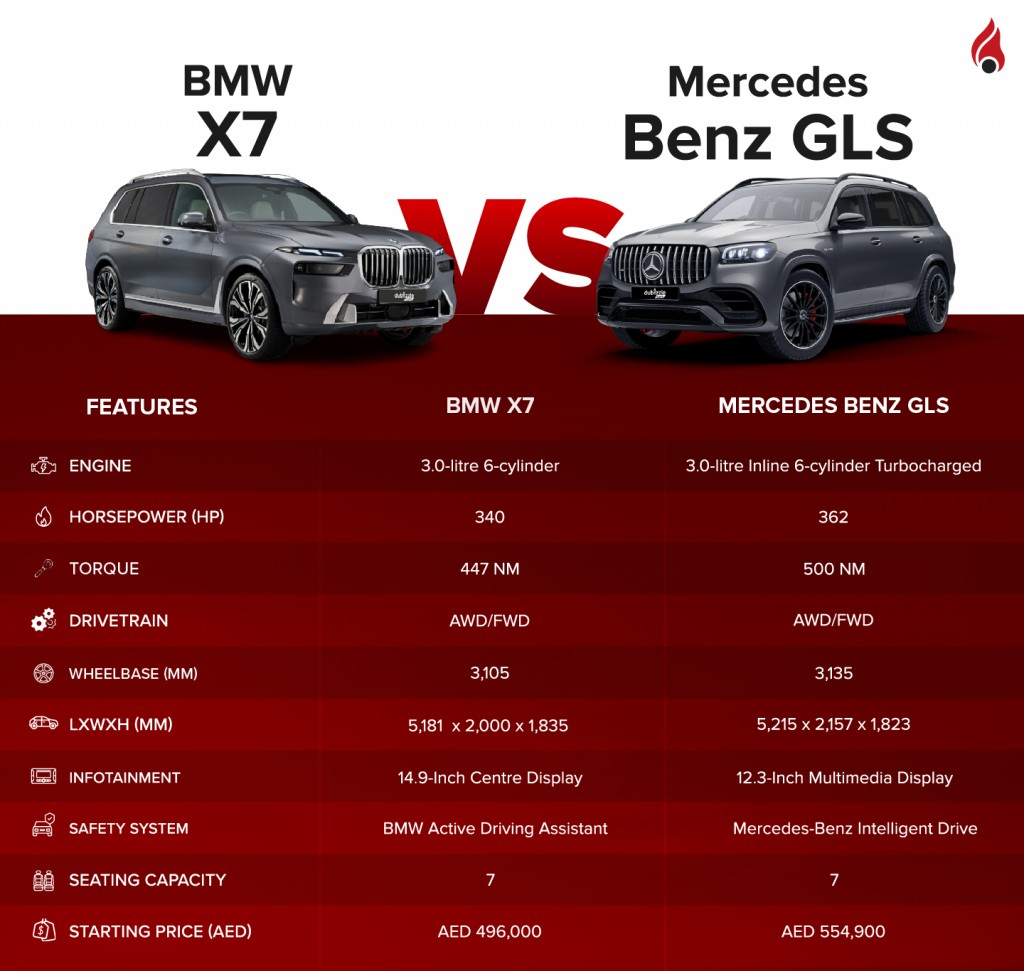 BMW
X7
Mercedes
Benz GLS
VS
dubizzle
FEATURES BMW X7 MERCEDES BENZ GLS
ENGINE 3.0-litre 6-cylinder 3.0-litre Inline 6-cylinder Turbocharged
HORSEPOWER (HP) 340 362
TORQUE 447 NM 500 NM
DRIVETRAIN AWD/FWD AWD/FWD
WHEELBASE (MM) 3,105 3,135
LXWXH (MM) 5,181 x 2,000 x 1,835 5,215 x 2,157 x 1,823
INFOTAINMENT 14.9-Inch Centre Display 12.3-Inch Multimedia Display
SAFETY SYSTEM BMW Active Driving Assistant Mercedes-Benz Intelligent Drive
SEATING CAPACITY 7 7
STARTING PRICE (AED) AED 496,000 AED 554,900